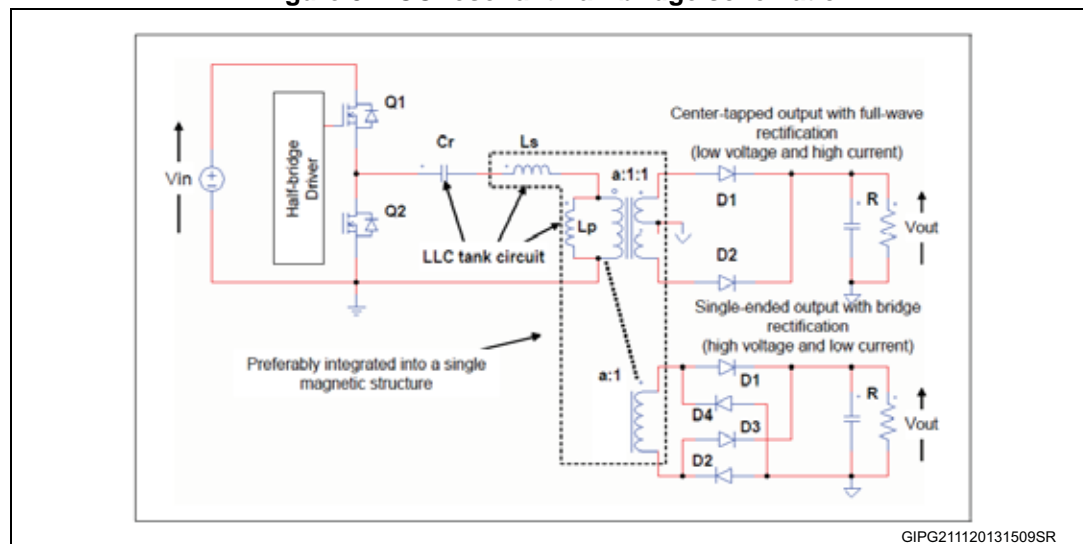 Q1
Half-bridge
Driver
Vin
Q2
Cr
Ls
Lp
LLC tank circuit
a:1:1
Center-tapped output with full-wave
rectification
(low voltage and high current)
D1
D2
R
Vout
Preferably integrated into a single
magnetic structure
a:1
Single-ended output with bridge
rectification
(high voltage and low current)
D1
D4
D3
D2
R
Vout
GIPG211120131509SR